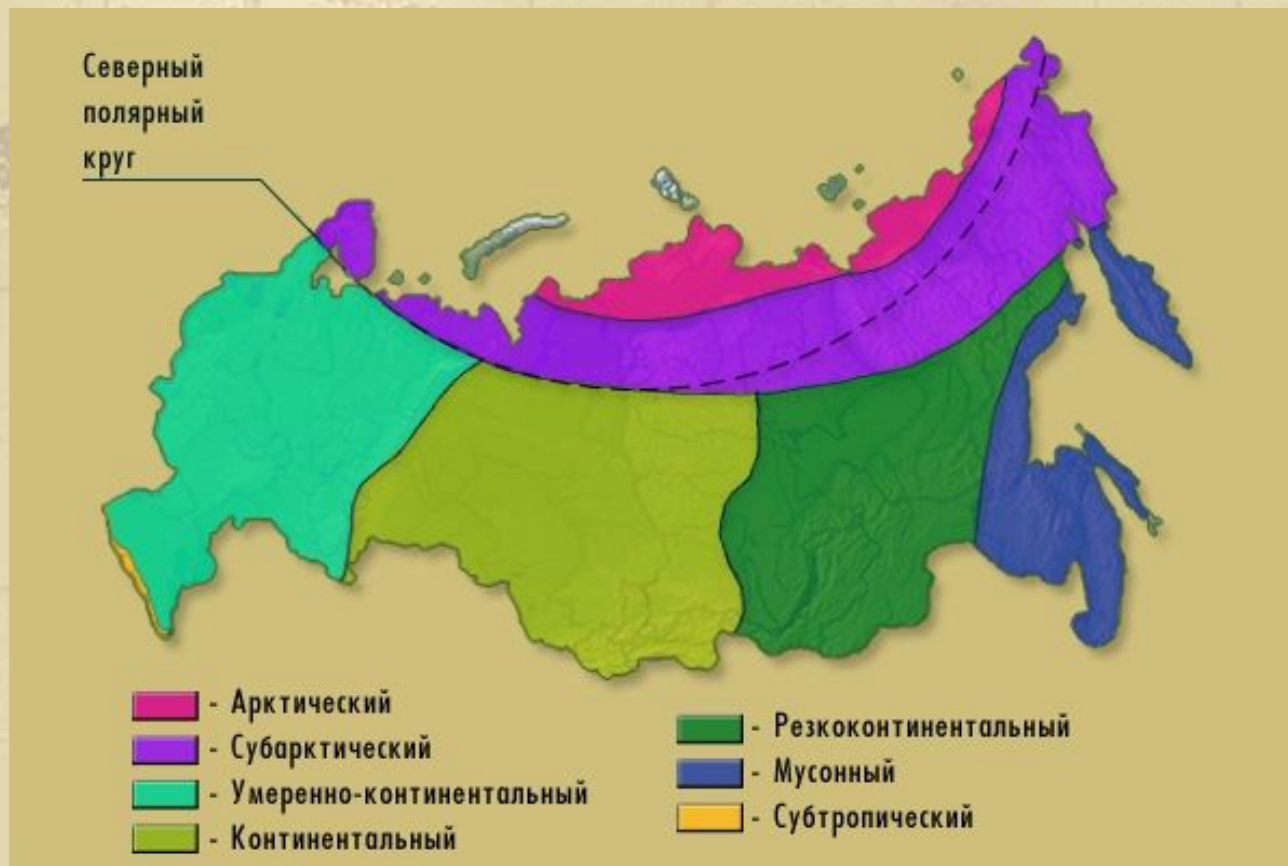 Северный
полярный
круг
- Арктический
- Субарктический
- Умеренно-континентальный
- Континентальный
- Резкоконтинентальный
- Мусонный
- Субтропический